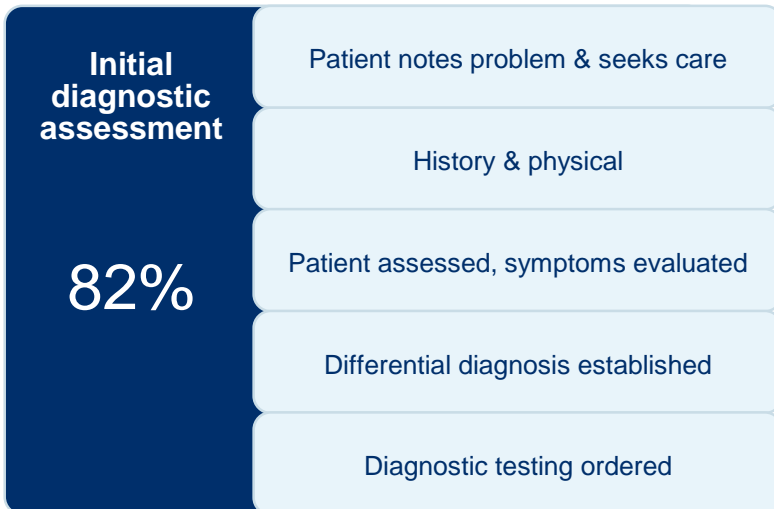 Initial
diagnostic
assessment
82%
Patient notes problem & seeks care
History & physical
Patient assessed, symptoms evaluated
Differential diagnosis established
Diagnostic testing ordered